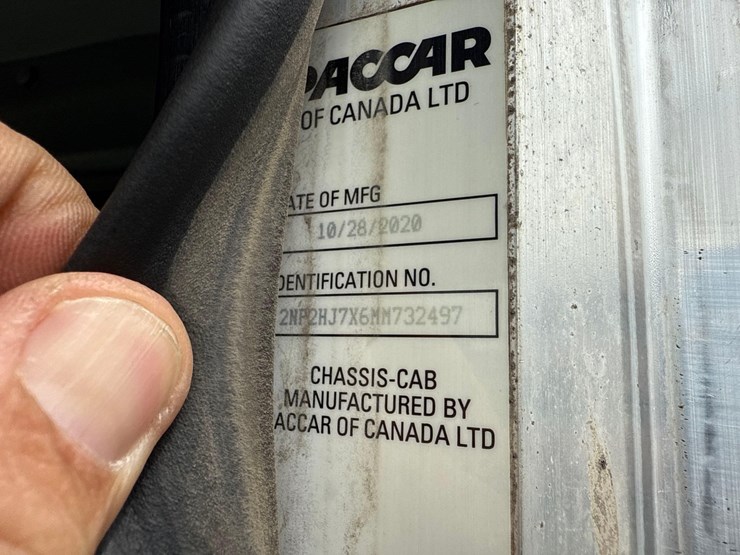 PACCAR
OF CANADA LTD
ATE OF MFG
10/28/2020
DENTIFICATION NO.
2NP2HJ7X6MM732497
CHASSIS-CAB
MANUFACTURED BY
ACCAR OF CANADA LTD